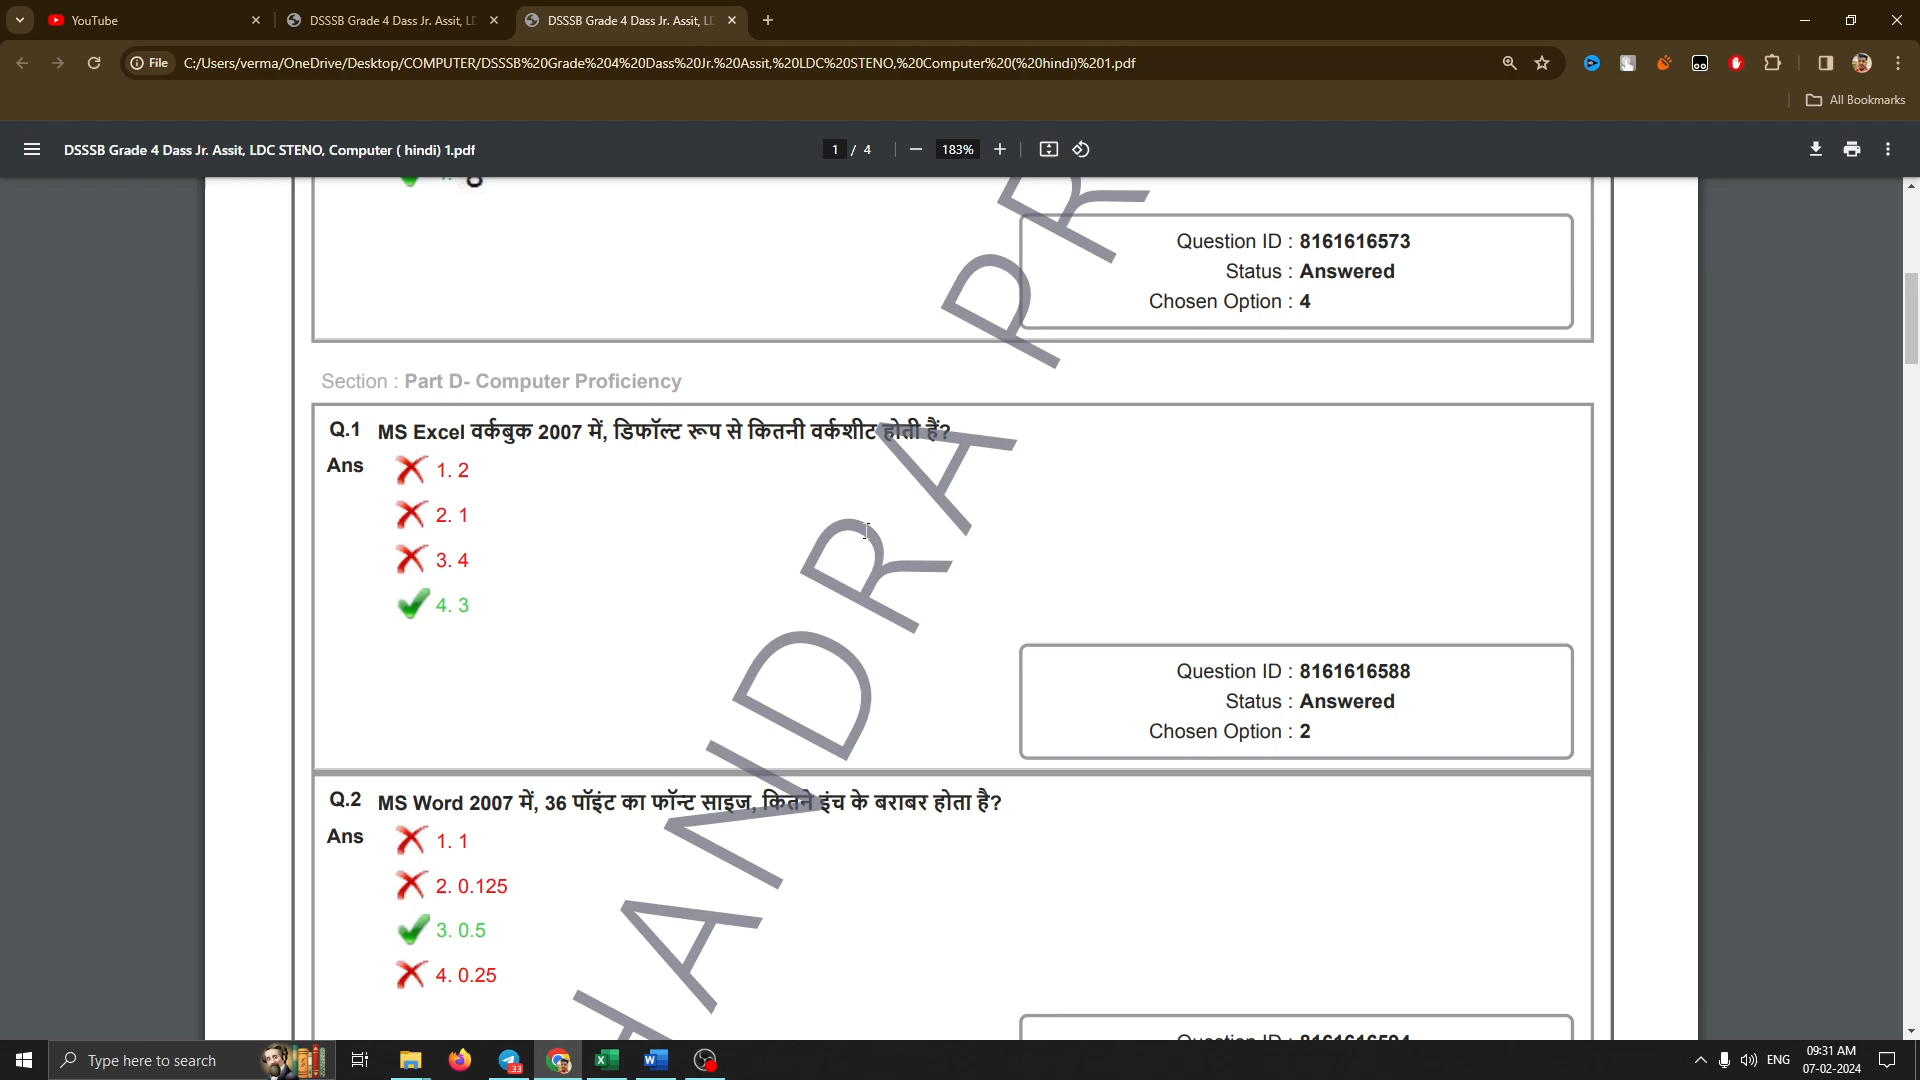 YouTube
DSSSB Grade 4 Dass Jr. Assit, L
DSSSB Grade 4 Dass Jr. Assit, L
File
C:/Users/verma/OneDrive/Desktop/COMPUTER/DSSSB%20Grade%204%20Dass%20Jr.%20Assit,%20LDC%20STENO,%20Computer%20(%20hindi)%201.pdf
All Bookmarks
DSSSB Grade 4 Dass Jr. Assit, LDC STENO, Computer ( hindi) 1.pdf
1 / 4
183%
Question ID : 8161616573
Status : Answered
Chosen Option : 4
Section : Part D- Computer Proficiency
Q.1 MS Excel वर्कबुक 2007 में, डिफॉल्ट रूप से कितनी वर्कशीट होती हैं?
Ans
1. 2
2. 1
3. 4
4. 3
Question ID : 8161616588
Status : Answered
Chosen Option : 2
Q.2 MS Word 2007 में, 36 पॉइंट का फॉन्ट साइज, कितने इंच के बराबर होता है?
Ans
1. 1
2. 0.125
3. 0.5
4. 0.25
HANDRA PR
Type here to search
33
ENG
09:31 AM
07-02-2024